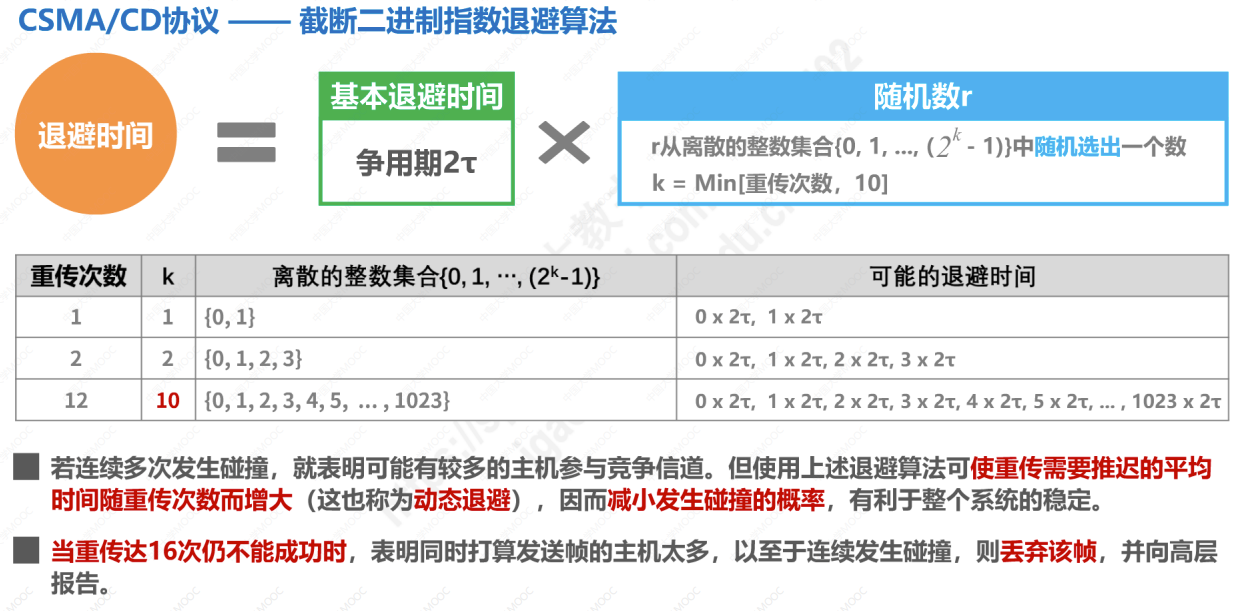 CSMA/CD协议 —— 截断二进制指数退避算法
退避时间
=
基本退避时间
争用期2τ
×
随机数r
r从离散的整数集合{0, 1, ..., (2^k - 1)}中随机选出一个数
k = Min[重传次数，10]
重传次数 k 离散的整数集合{0, 1, ⋯, (2^k-1)} 可能的退避时间
1 1 {0, 1} 0 x 2τ, 1 x 2τ
2 2 {0, 1, 2, 3} 0 x 2τ, 1 x 2τ, 2 x 2τ, 3 x 2τ
12 10 {0, 1, 2, 3, 4, 5, ... , 1023} 0 x 2τ, 1 x 2τ, 2 x 2τ, 3 x 2τ, 4 x 2τ, 5 x 2τ, ... , 1023 x 2τ
若连续多次发生碰撞，就表明可能有较多的主机参与竞争信道。但使用上述退避算法可使重传需要推迟的平均
时间随重传次数而增大（这也称为动态退避），因而减小发生碰撞的概率，有利于整个系统的稳定。
当重传达16次仍不能成功时，表明同时打算发送帧的主机太多，以至于连续发生碰撞，则丢弃该帧，并向高层
报告。